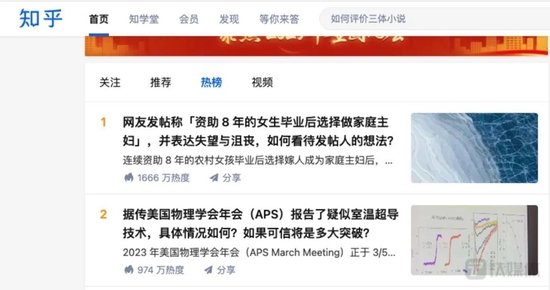 知乎 首页 知学堂 会员 发现 等你来答 如何评价三体小说
关注 推荐 热榜 视频
1 网友发帖称「资助 8 年的女生毕业后选择做家庭主
妇」，并表达失望与沮丧，如何看待发帖人的想法？
连续资助 8 年的农村女孩毕业后选择嫁人成为家庭主妇后，...
1666 万热度 分享
2 据传美国物理学会年会（APS）报告了疑似室温超导
技术，具体情况如何？如果可信将是多大突破？
2023 年美国物理学会年会（APS March Meeting）正于 3/5...
974 万热度 分享
钛媒体